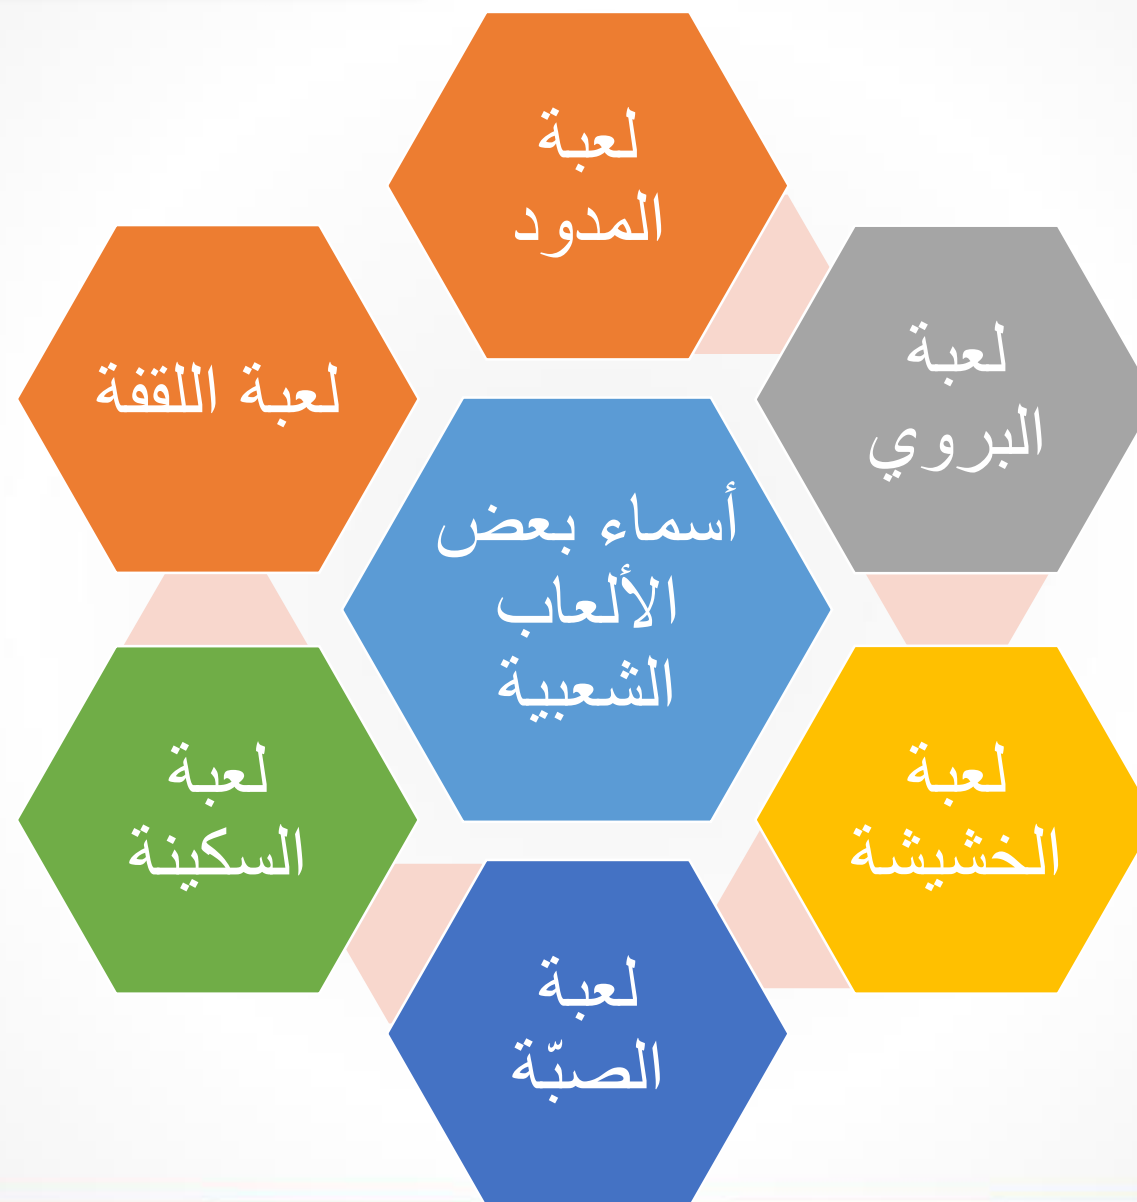 لعبة
المدود
لعبة
البروي
لعبة اللقفة
أسماء بعض
الألعاب
الشعبية
لعبة
الخشيشة
لعبة
السكينة
لعبة
الصبّة